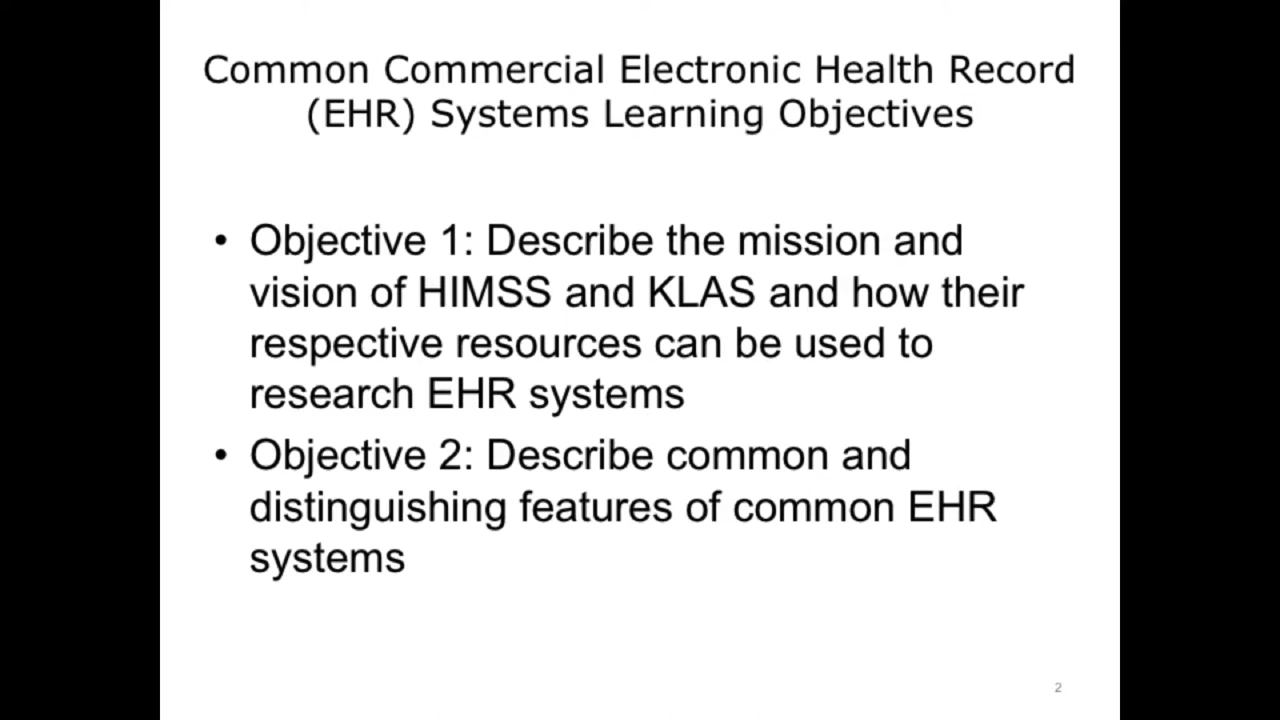 Common Commercial Electronic Health Record
(EHR) Systems Learning Objectives
• Objective 1: Describe the mission and
vision of HIMSS and KLAS and how their
respective resources can be used to
research EHR systems
• Objective 2: Describe common and
distinguishing features of common EHR
systems
2